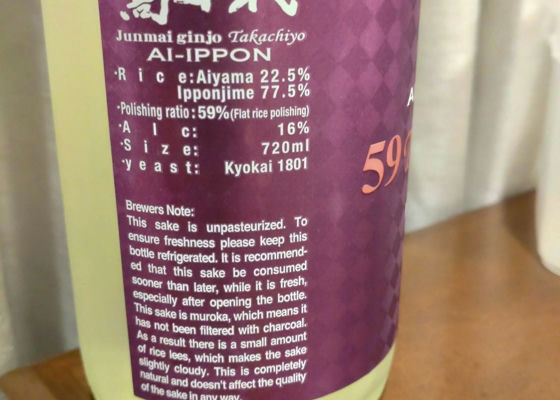 Junmai ginjo Takachiyo
AI-IPPON
·Rice:Aiyama 22.5%
Ipponjime 77.5%
·Polishing ratio:59%(Flat rice polishing)
·Alc: 16%
·Size: 720ml
·yeast: Kyokai 1801
59
Brewers Note:
This sake is unpasteurized. To
ensure freshness please keep this
bottle refrigerated. It is recommend-
ed that this sake be consumed
sooner than later, while it is fresh,
especially after opening the bottle.
This sake is muroka, which means it
has not been filtered with charcoal.
As a result there is a small amount
of rice lees, which makes the sake
slightly cloudy. This is completely
natural and doesn't affect the quality
of the sake in any way.